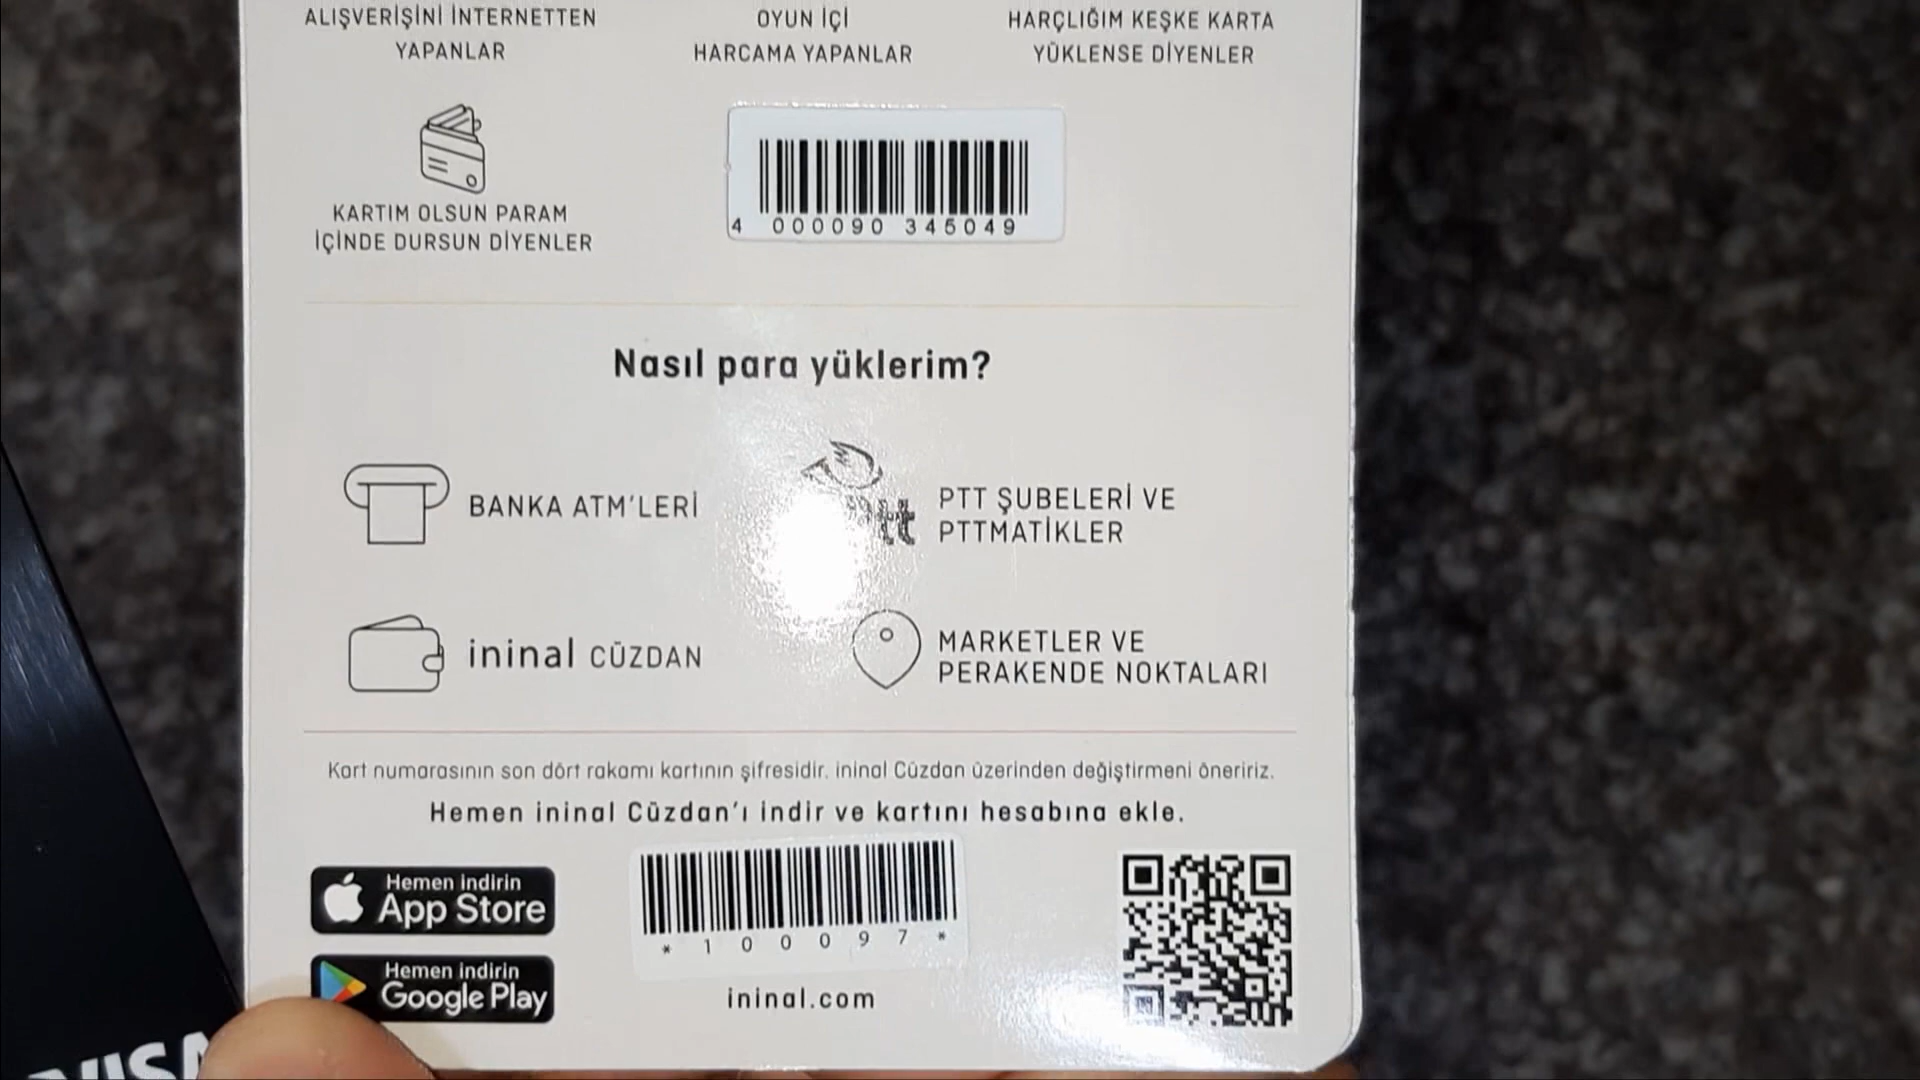 ALIŞVERİŞİNİ İNTERNETTEN
YAPANLAR
OYUN İÇİ
HARCAMA YAPANLAR
HARÇLIĞIM KEŞKE KARTA
YÜKLENSE DİYENLER
KARTIM OLSUN PARAM
İÇİNDE DURSUN DİYENLER
4 000090 345049
Nasıl para yüklerim?
BANKA ATM'LERİ
ptt
PTT ŞUBELERİ VE
PTTMATİKLER
ininal CÜZDAN
MARKETLER VE
PERAKENDE NOKTALARI
Kart numarasının son dört rakamı kartının şifresidir. ininal Cüzdan üzerinden değiştirmeni öneririz.
Hemen ininal Cüzdan'ı indir ve kartını hesabına ekle.
Hemen indirin
App Store
*100097*
Hemen indirin
Google Play
ininal.com
VISA